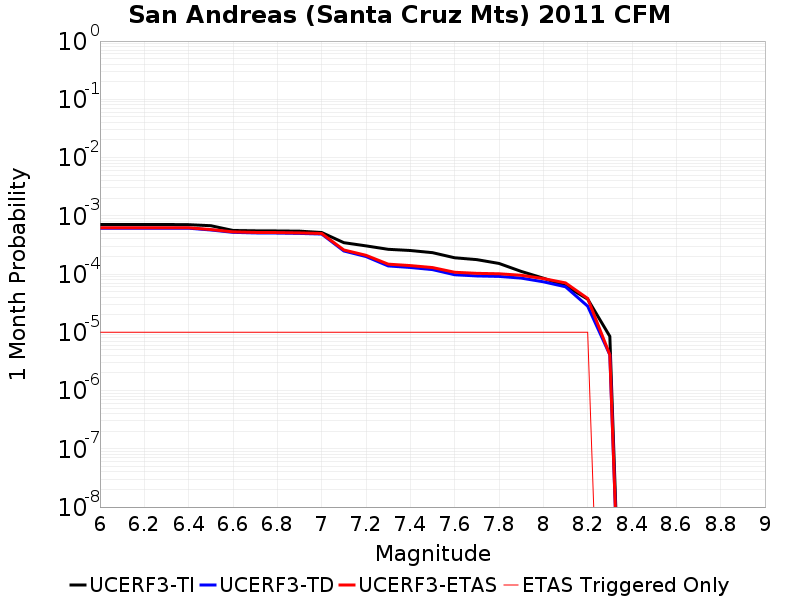 San Andreas (Santa Cruz Mts) 2011 CFM
1 Month Probability
10^0
10^-1
10^-2
10^-3
10^-4
10^-5
10^-6
10^-7
10^-8
6 6.2 6.4 6.6 6.8 7 7.2 7.4 7.6 7.8 8 8.2 8.4 8.6 8.8 9
Magnitude
UCERF3-TI UCERF3-TD UCERF3-ETAS ETAS Triggered Only